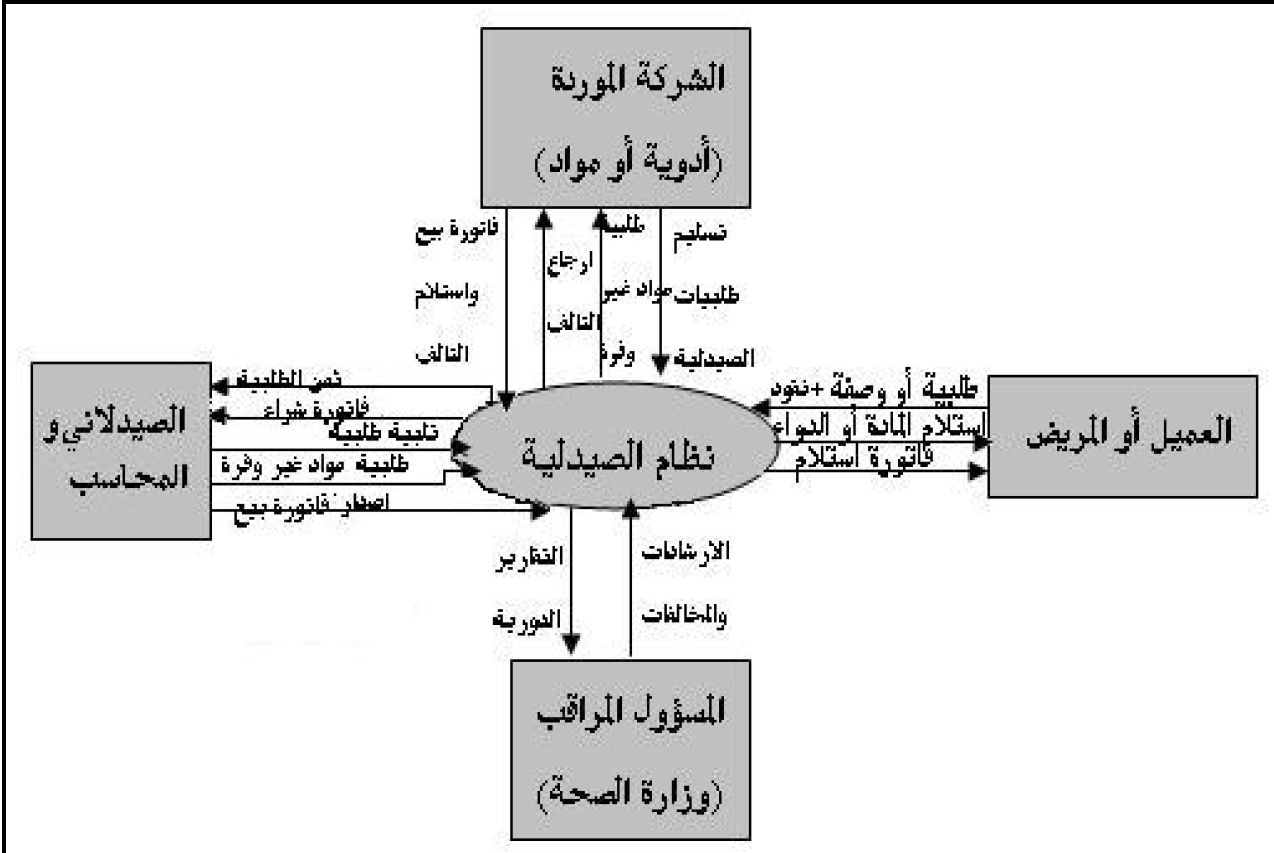 الشركة الموردة
(أدوية أو مواد)
فاتورة بيع
واستلام
التالف
ارجاع
التالف
طلبية
مواد غير
وفرة
تسليم
طلبيات
الصيدلية
الصيدلاني و
المحاسب
ثمن الطلبية
فاتورة شراء
تلبية طلبية
طلبية مواد غير وفرة
اصدار فاتورة بيع
نظام الصيدلية
طلبية أو وصفة +نقود
استلام المادة أو الدواء
فاتورة استلام
العميل أو المريض
التقارير
الدورية
الارشادات
والمخالفات
المسؤول المراقب
(وزارة الصحة)